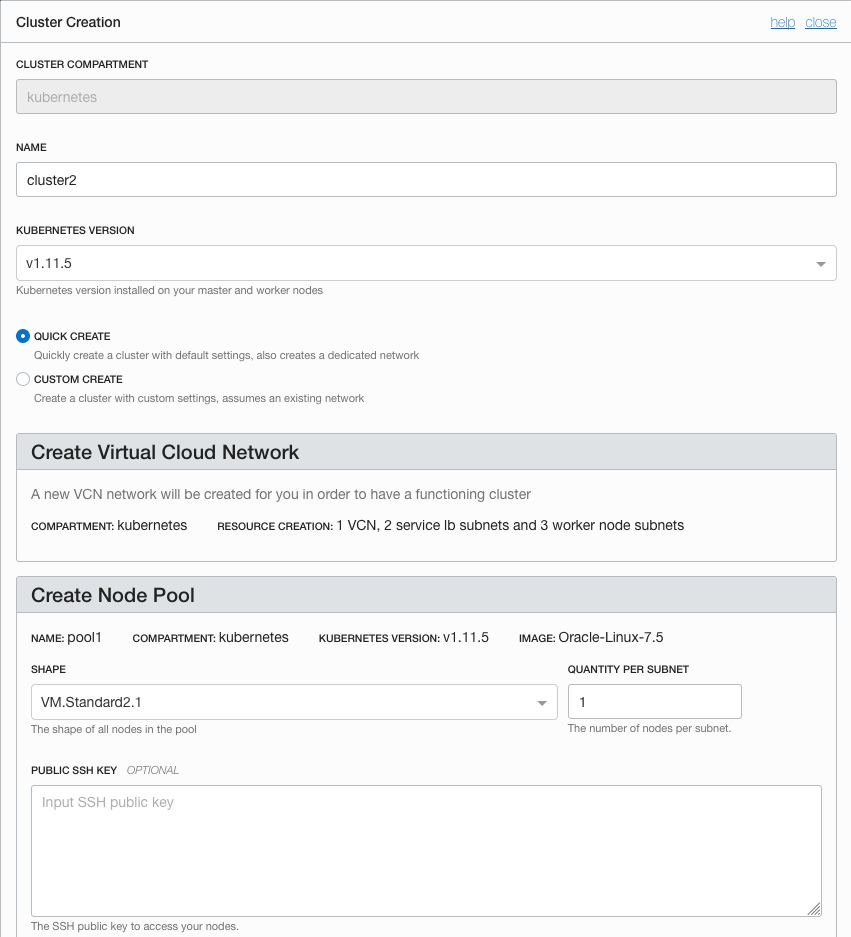 Cluster Creation help close
CLUSTER COMPARTMENT
kubernetes
NAME
cluster2
KUBERNETES VERSION
v1.11.5
Kubernetes version installed on your master and worker nodes
QUICK CREATE
Quickly create a cluster with default settings, also creates a dedicated network
CUSTOM CREATE
Create a cluster with custom settings, assumes an existing network
Create Virtual Cloud Network
A new VCN network will be created for you in order to have a functioning cluster
COMPARTMENT: kubernetes RESOURCE CREATION: 1 VCN, 2 service lb subnets and 3 worker node subnets
Create Node Pool
NAME: pool1 COMPARTMENT: kubernetes KUBERNETES VERSION: v1.11.5 IMAGE: Oracle-Linux-7.5
SHAPE QUANTITY PER SUBNET
VM.Standard2.1 1
The shape of all nodes in the pool The number of nodes per subnet.
PUBLIC SSH KEY OPTIONAL
Input SSH public key
The SSH public key to access your nodes.